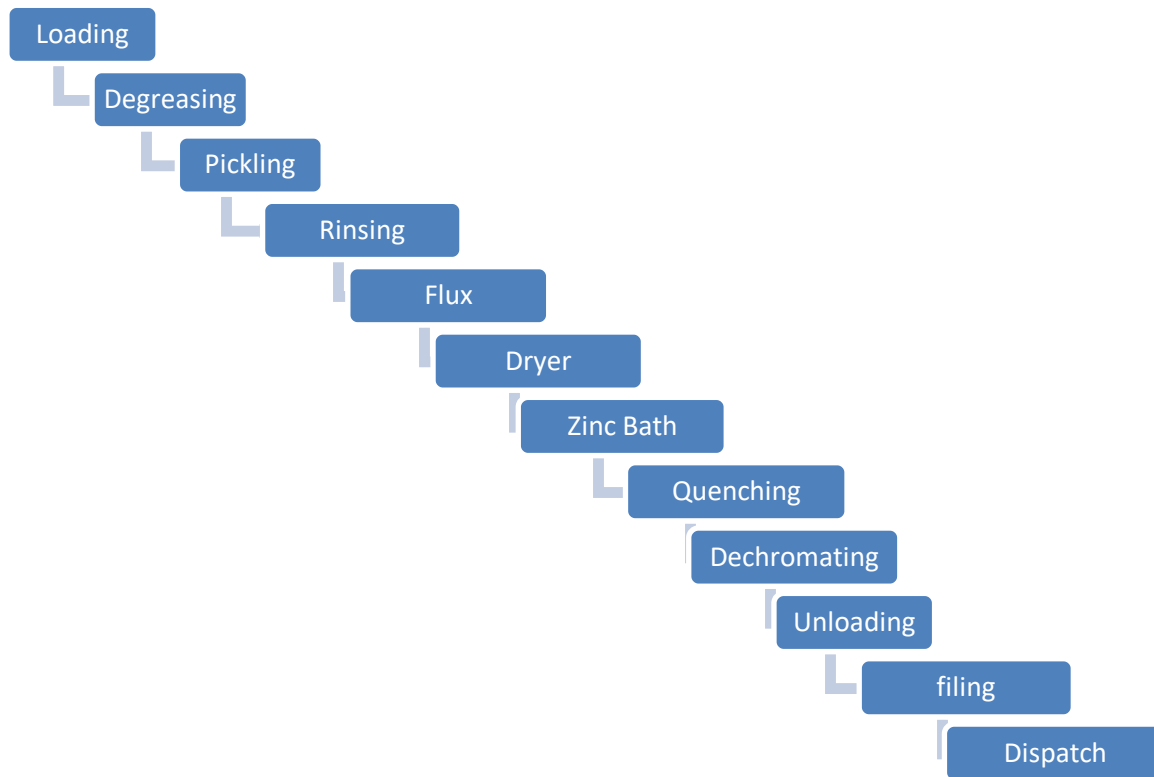 Loading
Degreasing
Pickling
Rinsing
Flux
Dryer
Zinc Bath
Quenching
Dechromating
Unloading
filing
Dispatch